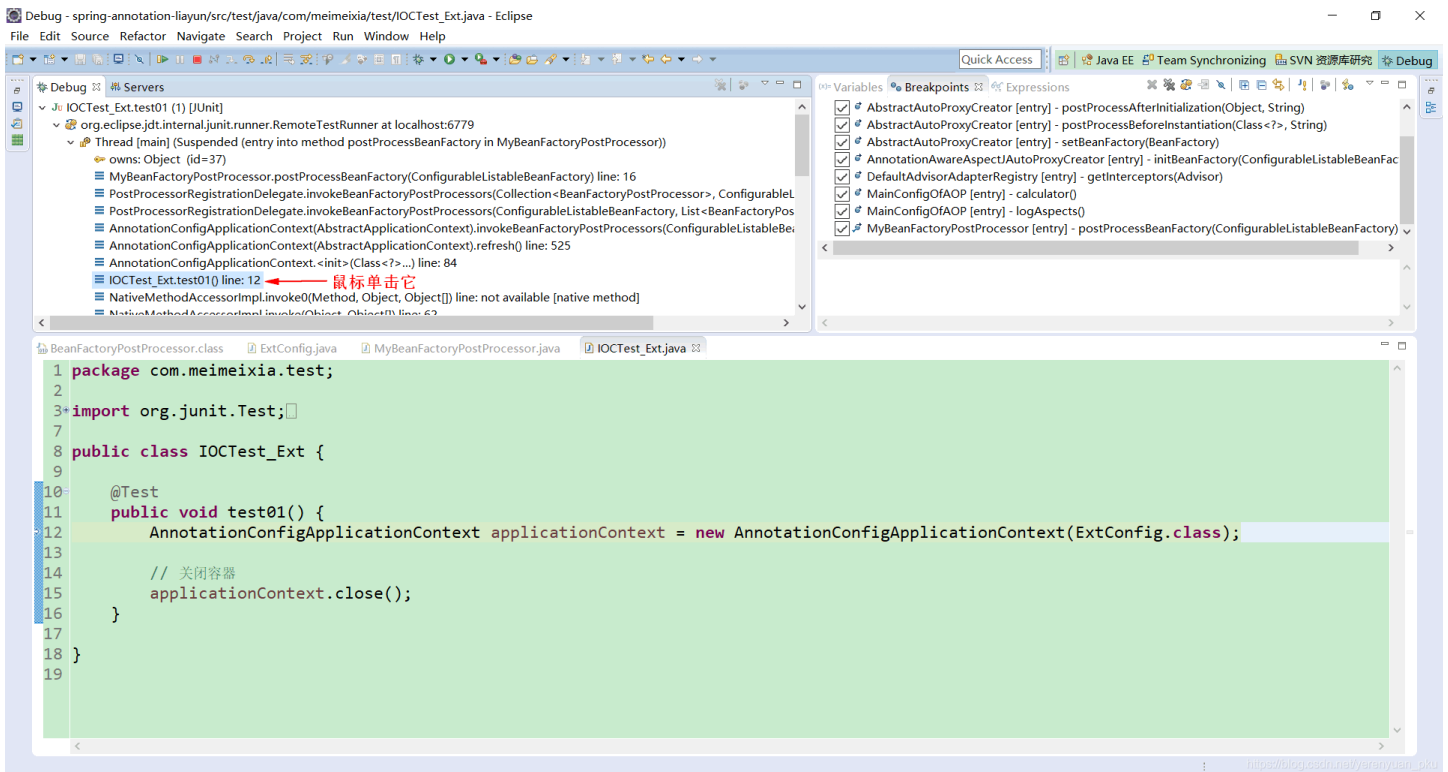 Debug - spring-annotation-liayun/src/test/java/com/meimeixia/test/IOCTest_Ext.java - Eclipse
File Edit Source Refactor Navigate Search Project Run Window Help
Quick Access Java EE Team Synchronizing SVN 资源库研究 Debug
Debug Servers
IOCTest_Ext.test01 (1) [JUnit]
org.eclipse.jdt.internal.junit.runner.RemoteTestRunner at localhost:6779
Thread [main] (Suspended (entry into method postProcessBeanFactory in MyBeanFactoryPostProcessor))
owns: Object (id=37)
MyBeanFactoryPostProcessor.postProcessBeanFactory(ConfigurableListableBeanFactory) line: 16
PostProcessorRegistrationDelegate.invokeBeanFactoryPostProcessors(Collection<BeanFactoryPostProcessor>, ConfigurableL
PostProcessorRegistrationDelegate.invokeBeanFactoryPostProcessors(ConfigurableListableBeanFactory, List<BeanFactoryPos
AnnotationConfigApplicationContext(AbstractApplicationContext).invokeBeanFactoryPostProcessors(ConfigurableListableBea
AnnotationConfigApplicationContext(AbstractApplicationContext).refresh() line: 525
AnnotationConfigApplicationContext.<init>(Class<?>...) line: 84
IOCTest_Ext.test01() line: 12 鼠标单击它
NativeMethodAccessorImpl.invoke0(Method, Object, Object[]) line: not available [native method]
NativeMethodAccessorImpl.invoke(Object, Object[]) line: 62
(x)= Variables Breakpoints Expressions
AbstractAutoProxyCreator [entry] - postProcessAfterInitialization(Object, String)
AbstractAutoProxyCreator [entry] - postProcessBeforeInstantiation(Class<?>, String)
AbstractAutoProxyCreator [entry] - setBeanFactory(BeanFactory)
AnnotationAwareAspectJAutoProxyCreator [entry] - initBeanFactory(ConfigurableListableBeanFac
DefaultAdvisorAdapterRegistry [entry] - getInterceptors(Advisor)
MainConfigOfAOP [entry] - calculator()
MainConfigOfAOP [entry] - logAspects()
MyBeanFactoryPostProcessor [entry] - postProcessBeanFactory(ConfigurableListableBeanFactory)
BeanFactoryPostProcessor.class ExtConfig.java MyBeanFactoryPostProcessor.java IOCTest_Ext.java
1 package com.meimeixia.test;
2
3 import org.junit.Test;
7
8 public class IOCTest_Ext {
9
10 @Test
11 public void test01() {
12 AnnotationConfigApplicationContext applicationContext = new AnnotationConfigApplicationContext(ExtConfig.class);
13
14 // 关闭容器
15 applicationContext.close();
16 }
17
18 }
19